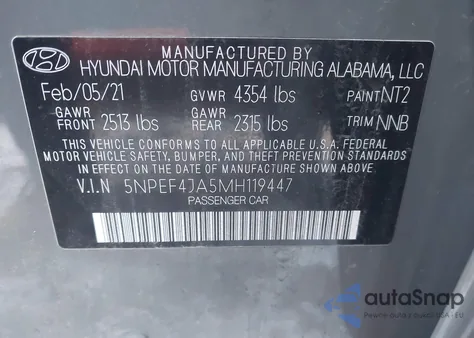 MANUFACTURED BY
HYUNDAI MOTOR MANUFACTURING ALABAMA, LLC
Feb/05/21 GVWR 4354 lbs PAINT NT2
GAWR FRONT 2513 lbs GAWR REAR 2315 lbs TRIM NNB
THIS VEHICLE CONFORMS TO ALL APPLICABLE U.S.A. FEDERAL
MOTOR VEHICLE SAFETY, BUMPER, AND THEFT PREVENTION STANDARDS
IN EFFECT ON THE DATE OF MANUFACTURE SHOWN ABOVE.
V.I.N 5NPEF4JA5MH119447
PASSENGER CAR
autoSnap